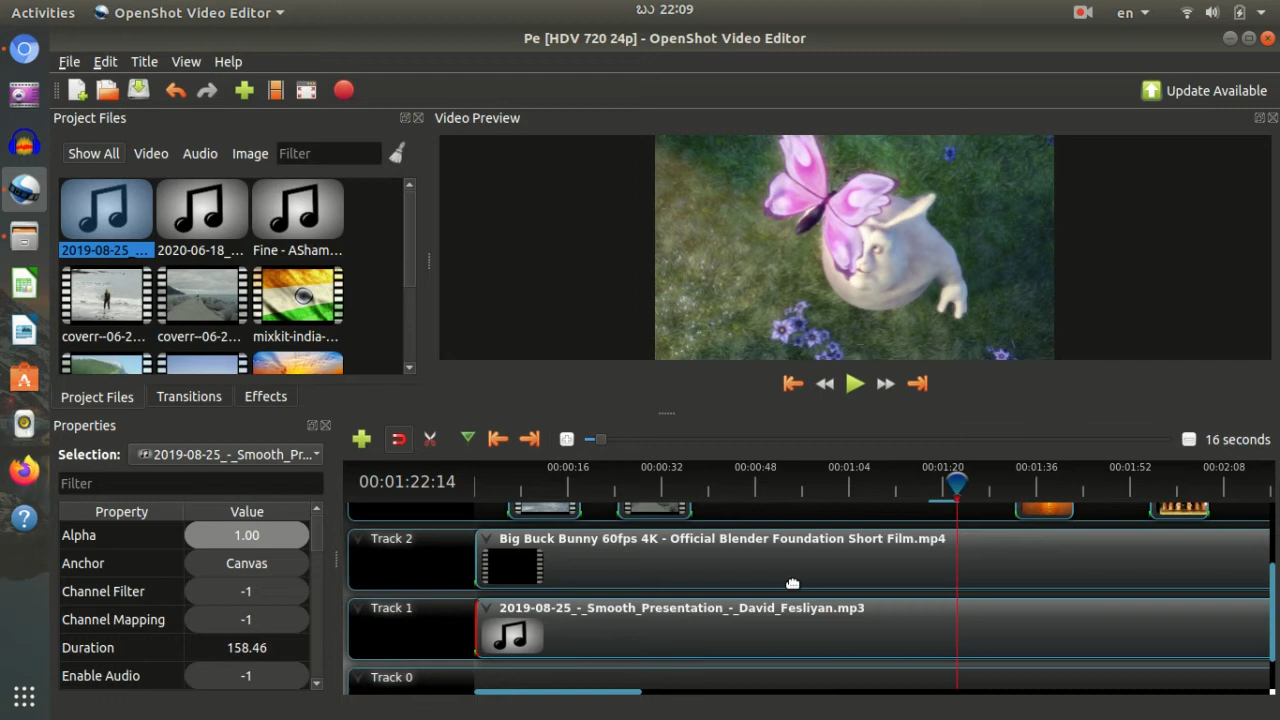 Activities
OpenShot Video Editor
ຽວ 22:09
en
Pe [HDV 720 24p] - OpenShot Video Editor
File Edit Title View Help
Update Available
Project Files
Video Preview
Show All Video Audio Image Filter
2019-08-25_... 2020-06-18_... Fine - ASham...
coverr--06-2... coverr--06-2... mixkit-india-...
Project Files Transitions Effects
Properties
Selection: 2019-08-25_-_Smooth_Pr...
Filter
Property Value
Alpha 1.00
Anchor Canvas
Channel Filter -1
Channel Mapping -1
Duration 158.46
Enable Audio -1
16 seconds
00:01:22:14
00:00:16 00:00:32 00:00:48 00:01:04 00:01:20 00:01:36 00:01:52 00:02:08
Track 2
Big Buck Bunny 60fps 4K - Official Blender Foundation Short Film.mp4
Track 1
2019-08-25_-_Smooth_Presentation_-_David_Fesliyan.mp3
Track 0